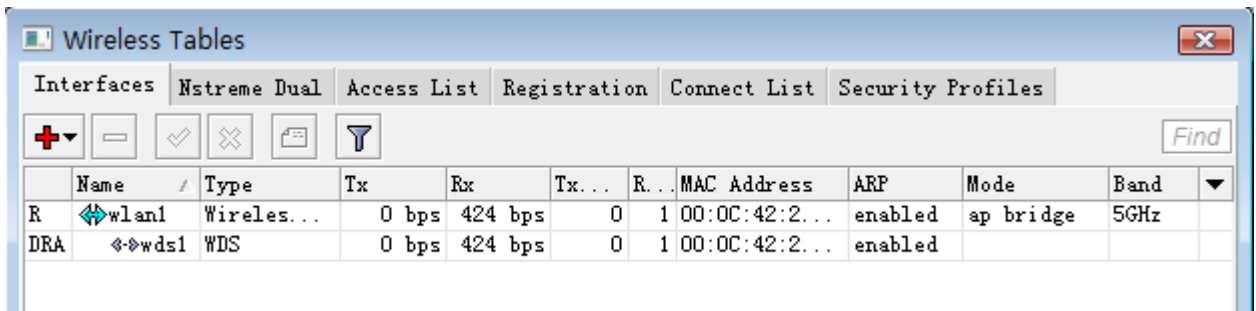 Wireless Tables
Interfaces Nstreme Dual Access List Registration Connect List Security Profiles
Find
Name Type Tx Rx Tx... R... MAC Address ARP Mode Band
R wlan1 Wireles... 0 bps 424 bps 0 1 00:0C:42:2... enabled ap bridge 5GHz
DRA wds1 WDS 0 bps 424 bps 0 1 00:0C:42:2... enabled